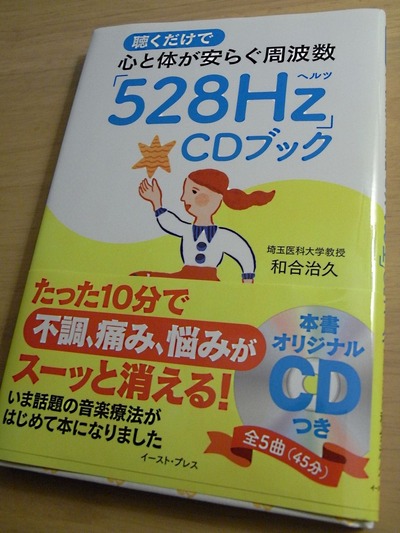 聴くだけで
心と体が安らぐ周波数
ヘルツ
「528Hz」
CDブック
埼玉医科大学教授
和合治久
たった10分で
不調、痛み、悩みが
スーッと消える!
いま話題の音楽療法が
はじめて本になりました
本書
オリジナル
CD
つき
全5曲(45分)
イースト・プレス